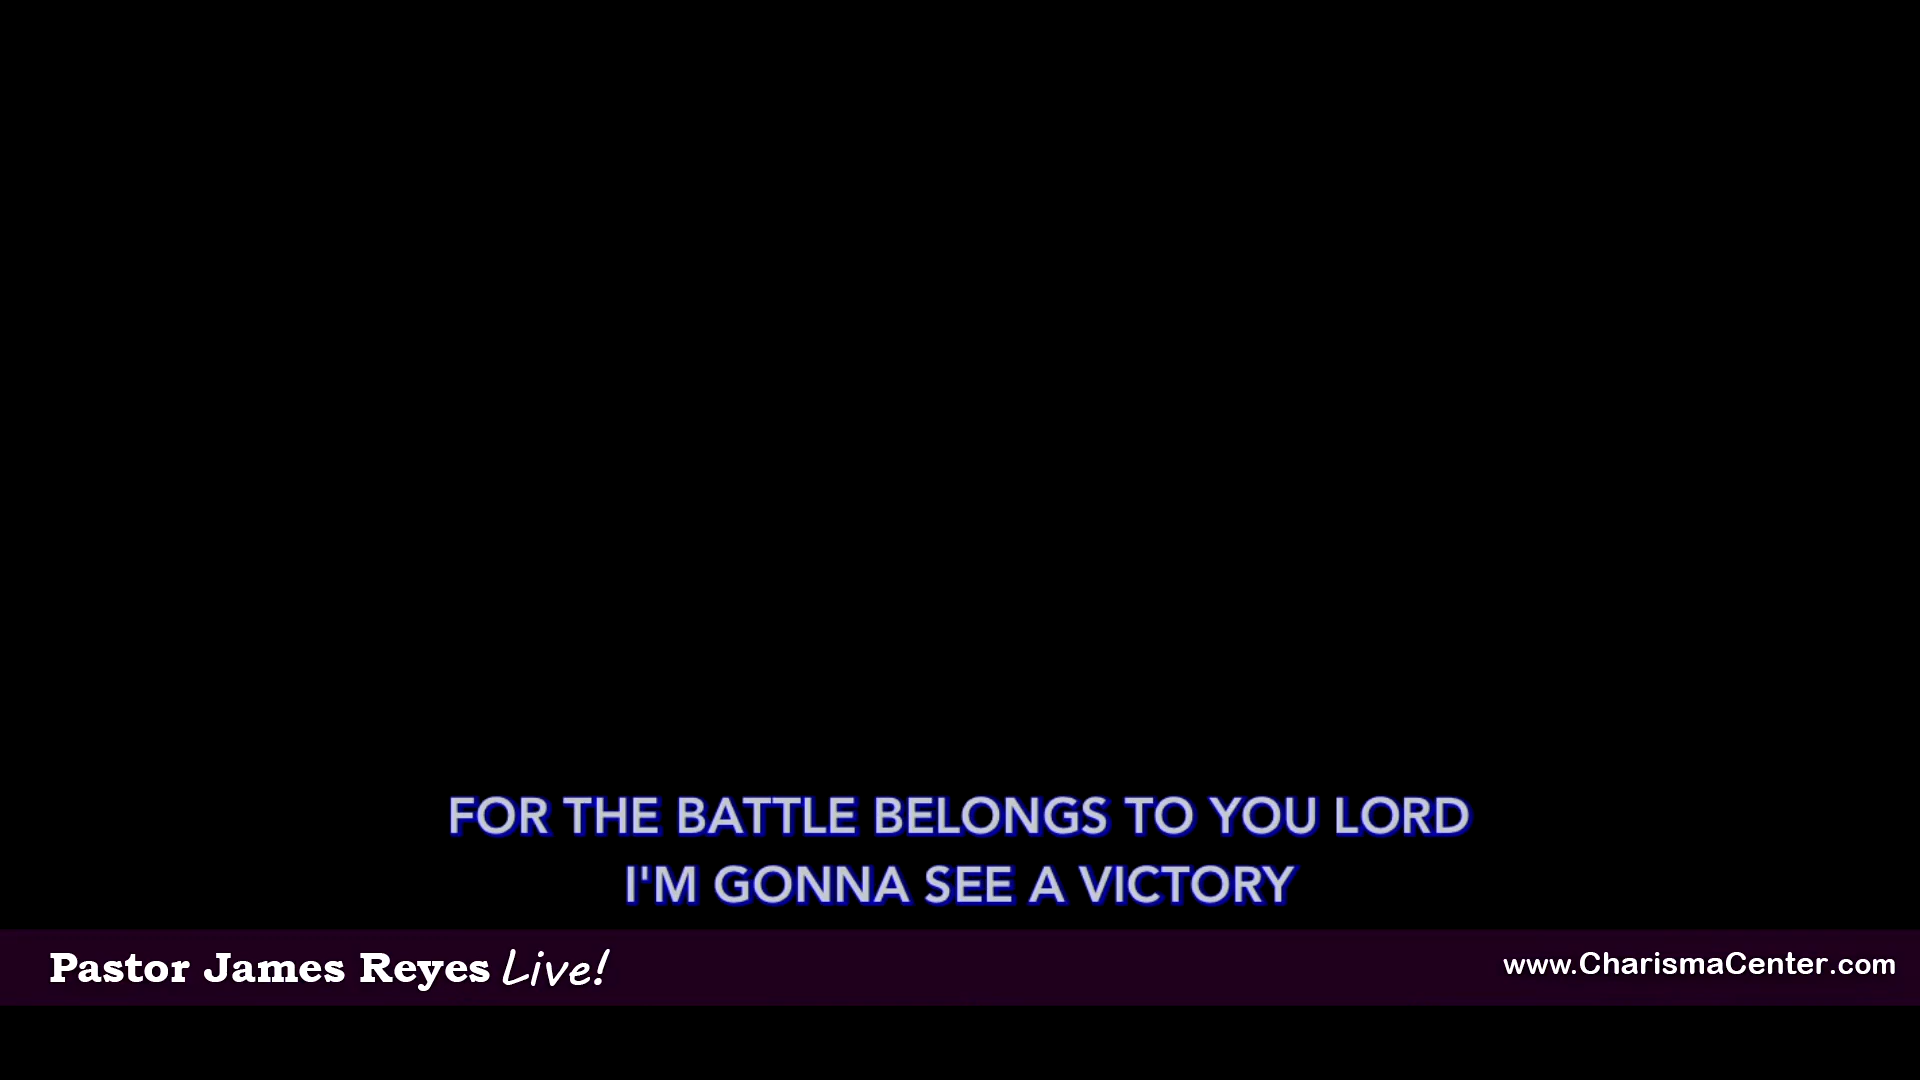 FOR THE BATTLE BELONGS TO YOU LORD
I'M GONNA SEE A VICTORY
Pastor James Reyes Live!
www.CharismaCenter.com